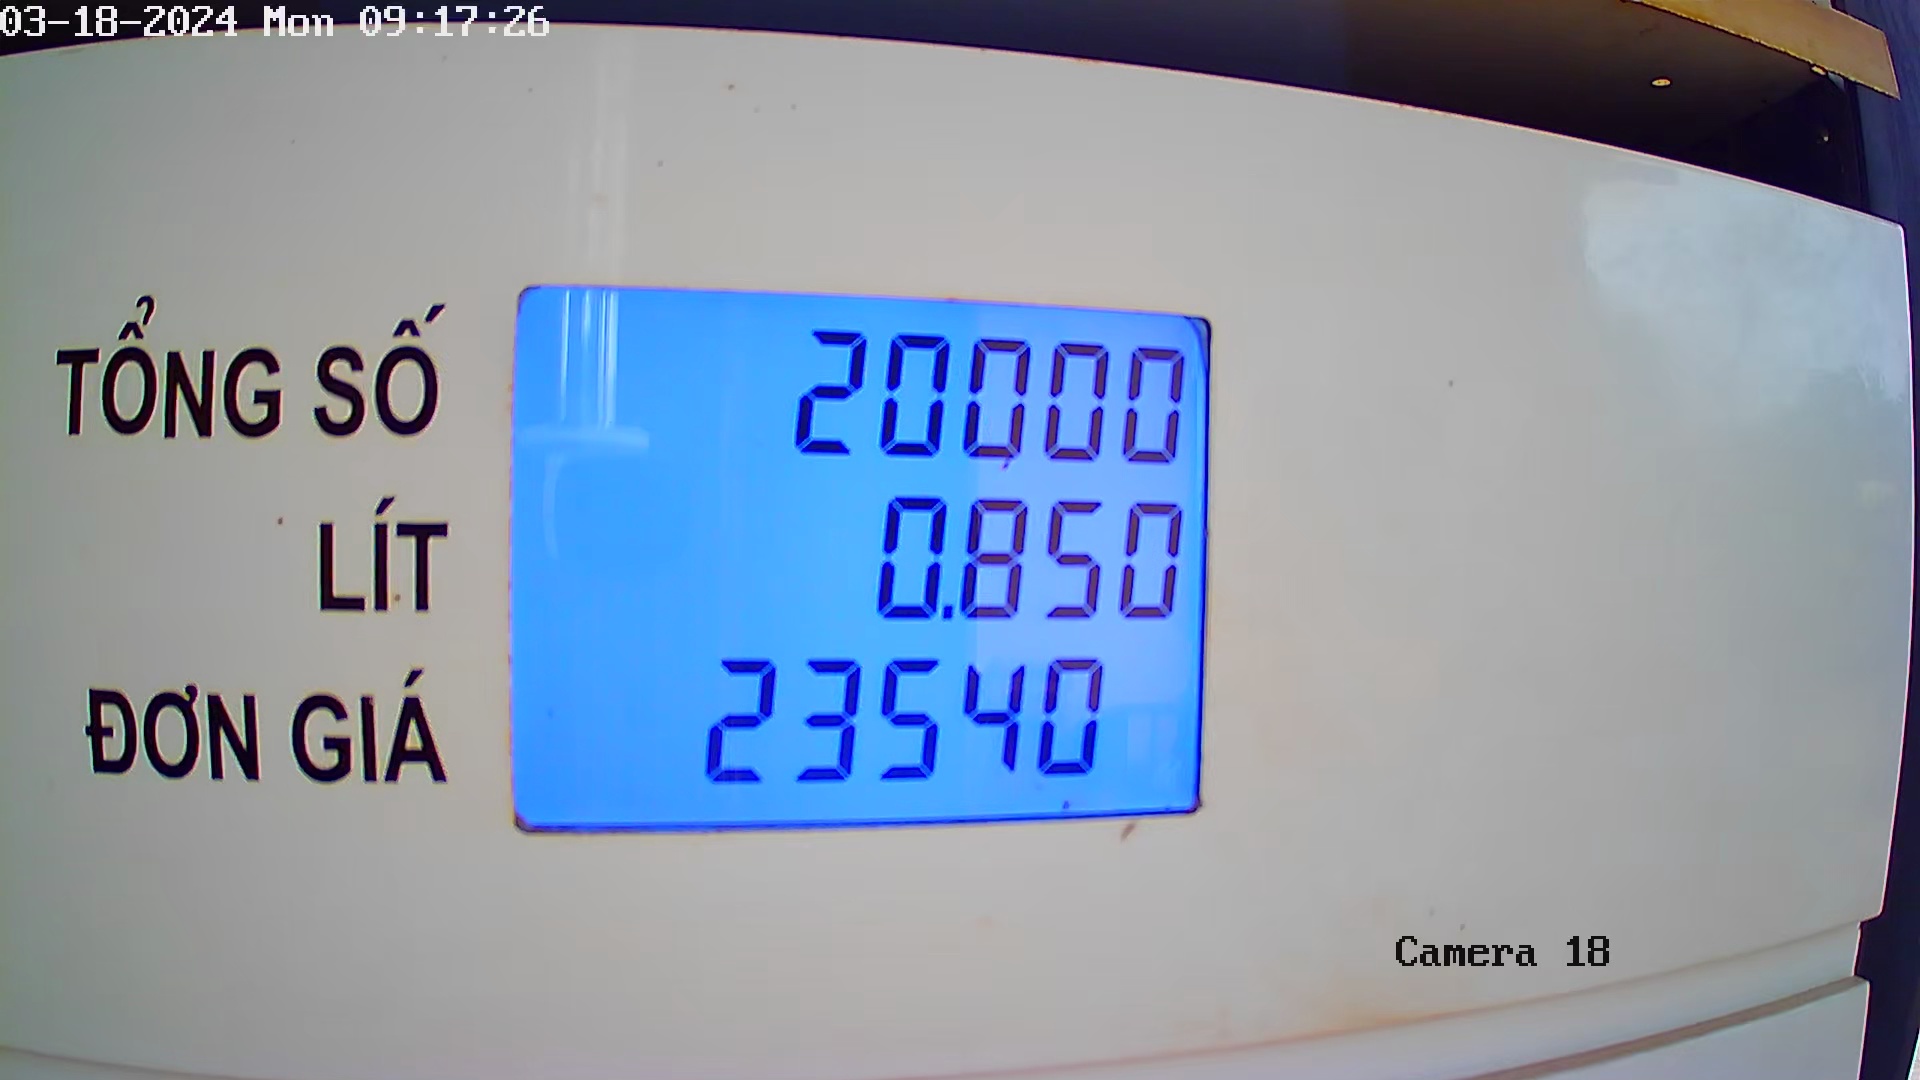 03-18-2024 Mon 09:17:26
TỔNG SỐ 20000
LÍT 0.850
ĐƠN GIÁ 23540
Camera 18